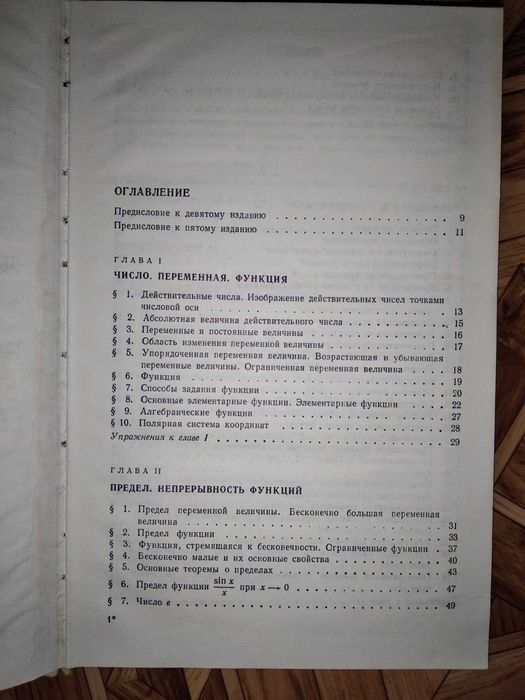 ОГЛАВЛЕНИЕ
Предисловие к девятому изданию . . . . . . . . . . . . . . . . . 9
Предисловие к пятому изданию . . . . . . . . . . . . . . . . . . 11
ГЛАВА I
ЧИСЛО. ПЕРЕМЕННАЯ. ФУНКЦИЯ
§ 1. Действительные числа. Изображение действительных чисел точками
числовой оси . . . . . . . . . . . . . . . . . . . . . . . . 13
§ 2. Абсолютная величина действительного числа . . . . . . . . . 15
§ 3. Переменные и постоянные величины . . . . . . . . . . . . . 16
§ 4. Область изменения переменной величины . . . . . . . . . . . 17
§ 5. Упорядоченная переменная величина. Возрастающая и убывающая
переменные величины. Ограниченная переменная величина . . . . 18
§ 6. Функция . . . . . . . . . . . . . . . . . . . . . . . . . . 19
§ 7. Способы задания функции . . . . . . . . . . . . . . . . . . 20
§ 8. Основные элементарные функции. Элементарные функции . . . . 22
§ 9. Алгебраические функции . . . . . . . . . . . . . . . . . . 27
§ 10. Полярная система координат . . . . . . . . . . . . . . . . 28
Упражнения к главе I . . . . . . . . . . . . . . . . . . . . . . 29
ГЛАВА II
ПРЕДЕЛ. НЕПРЕРЫВНОСТЬ ФУНКЦИЙ
§ 1. Предел переменной величины. Бесконечно большая переменная
величина . . . . . . . . . . . . . . . . . . . . . . . . . . 31
§ 2. Предел функции . . . . . . . . . . . . . . . . . . . . . . 33
§ 3. Функция, стремящаяся к бесконечности. Ограниченные функции . 37
§ 4. Бесконечно малые и их основные свойства . . . . . . . . . . 40
§ 5. Основные теоремы о пределах . . . . . . . . . . . . . . . . 43
§ 6. Предел функции sin x / x при x → 0 . . . . . . . . . . . . . 47
§ 7. Число e . . . . . . . . . . . . . . . . . . . . . . . . . . 49
1*